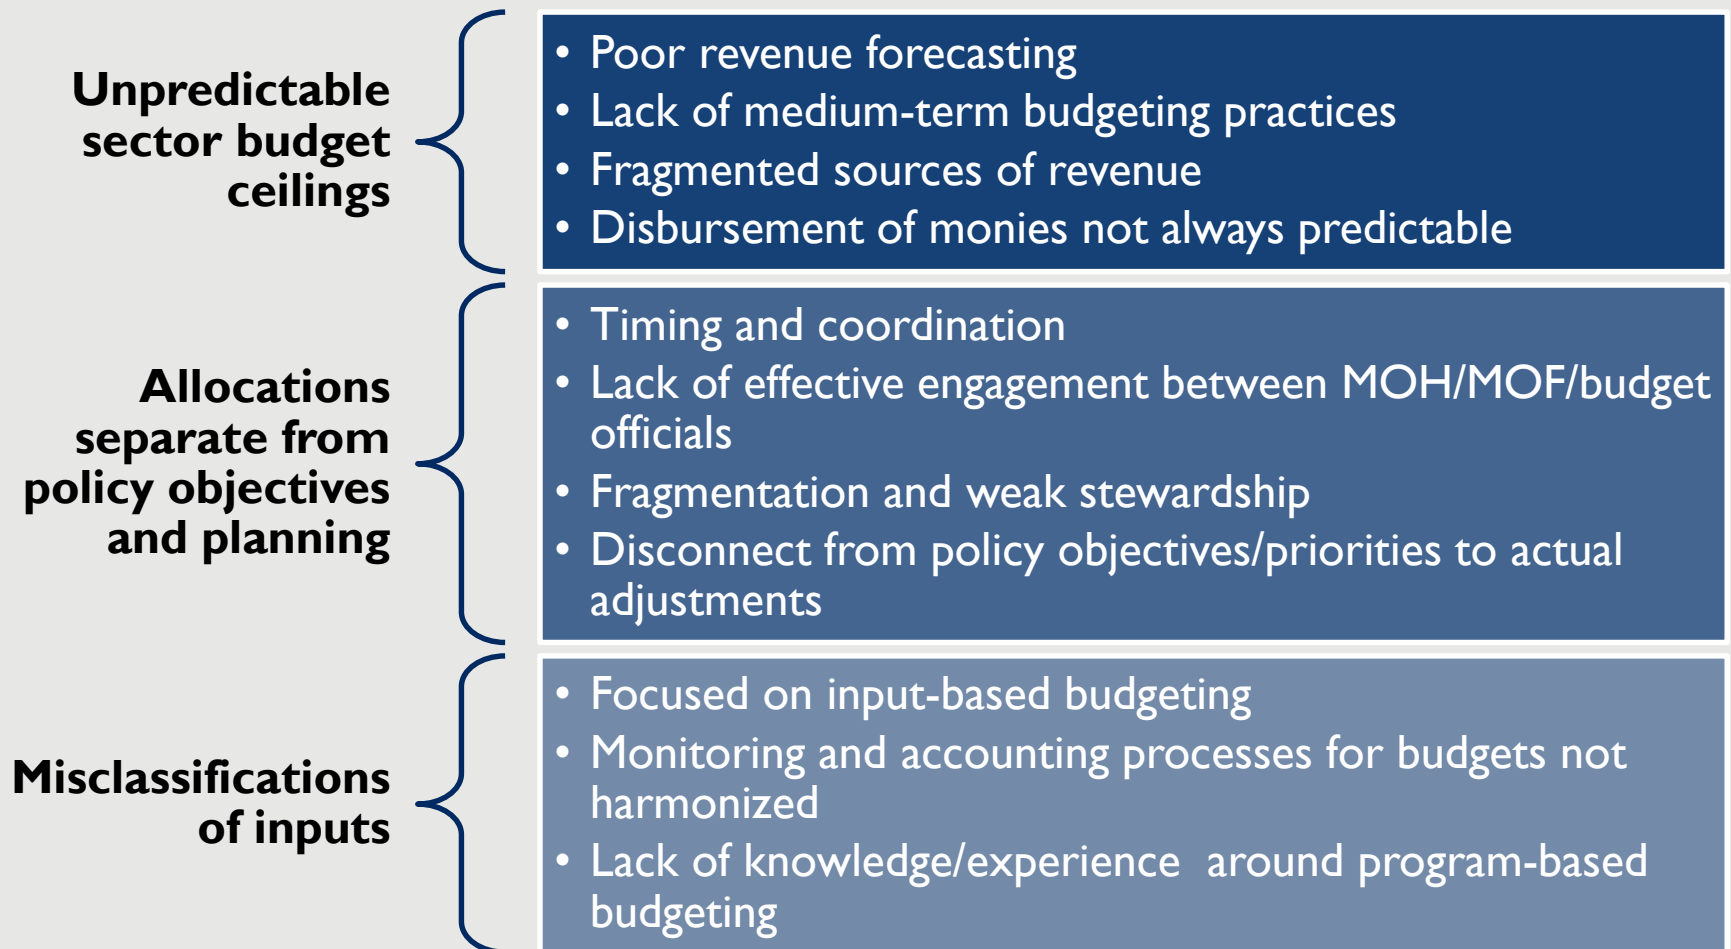 Unpredictable
sector budget
ceilings
• Poor revenue forecasting
• Lack of medium-term budgeting practices
• Fragmented sources of revenue
• Disbursement of monies not always predictable
Allocations
separate from
policy objectives
and planning
• Timing and coordination
• Lack of effective engagement between MOH/MOF/budget
officials
• Fragmentation and weak stewardship
• Disconnect from policy objectives/priorities to actual
adjustments
Misclassifications
of inputs
• Focused on input-based budgeting
• Monitoring and accounting processes for budgets not
harmonized
• Lack of knowledge/experience around program-based
budgeting